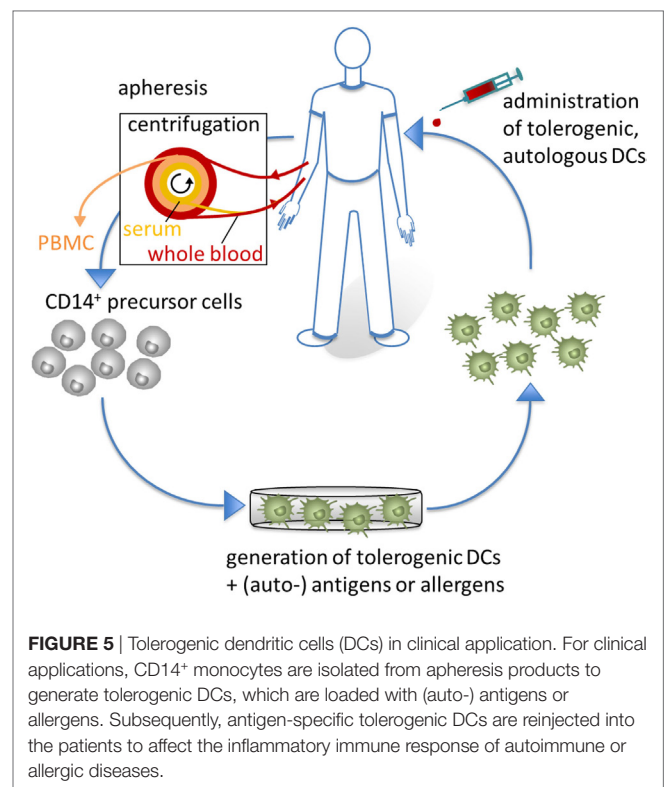 apheresis
centrifugation
serum
whole blood
PBMC
administration
of tolerogenic,
autologous DCs
CD14⁺ precursor cells
generation of tolerogenic DCs
+ (auto-) antigens or allergens
FIGURE 5 | Tolerogenic dendritic cells (DCs) in clinical application. For clinical
applications, CD14⁺ monocytes are isolated from apheresis products to
generate tolerogenic DCs, which are loaded with (auto-) antigens or
allergens. Subsequently, antigen-specific tolerogenic DCs are reinjected into
the patients to affect the inflammatory immune response of autoimmune or
allergic diseases.